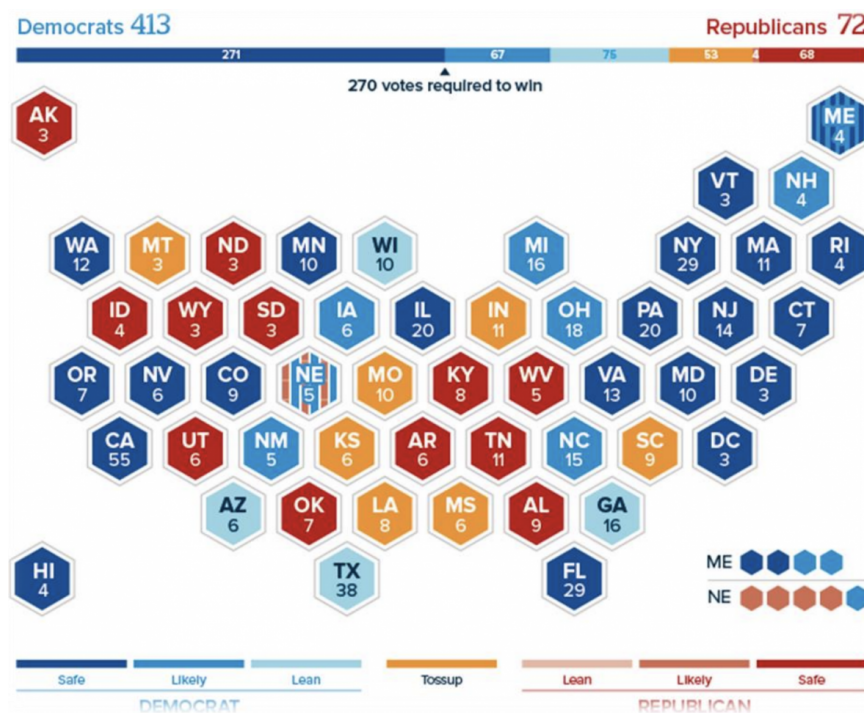 Democrats 413 Republicans 72
271 67 75 53 4 68
270 votes required to win
AK
3
ME
4
VT
3
NH
4
WA
12
MT
3
ND
3
MN
10
WI
10
MI
16
NY
29
MA
11
RI
4
ID
4
WY
3
SD
3
IA
6
IL
20
IN
11
OH
18
PA
20
NJ
14
CT
7
OR
7
NV
6
CO
9
NE
5
MO
10
KY
8
WV
5
VA
13
MD
10
DE
3
CA
55
UT
6
NM
5
KS
6
AR
6
TN
11
NC
15
SC
9
DC
3
AZ
6
OK
7
LA
8
MS
6
AL
9
GA
16
HI
4
TX
38
FL
29
ME
NE
Safe Likely Lean Tossup Lean Likely Safe
DEMOCRAT REPUBLICAN